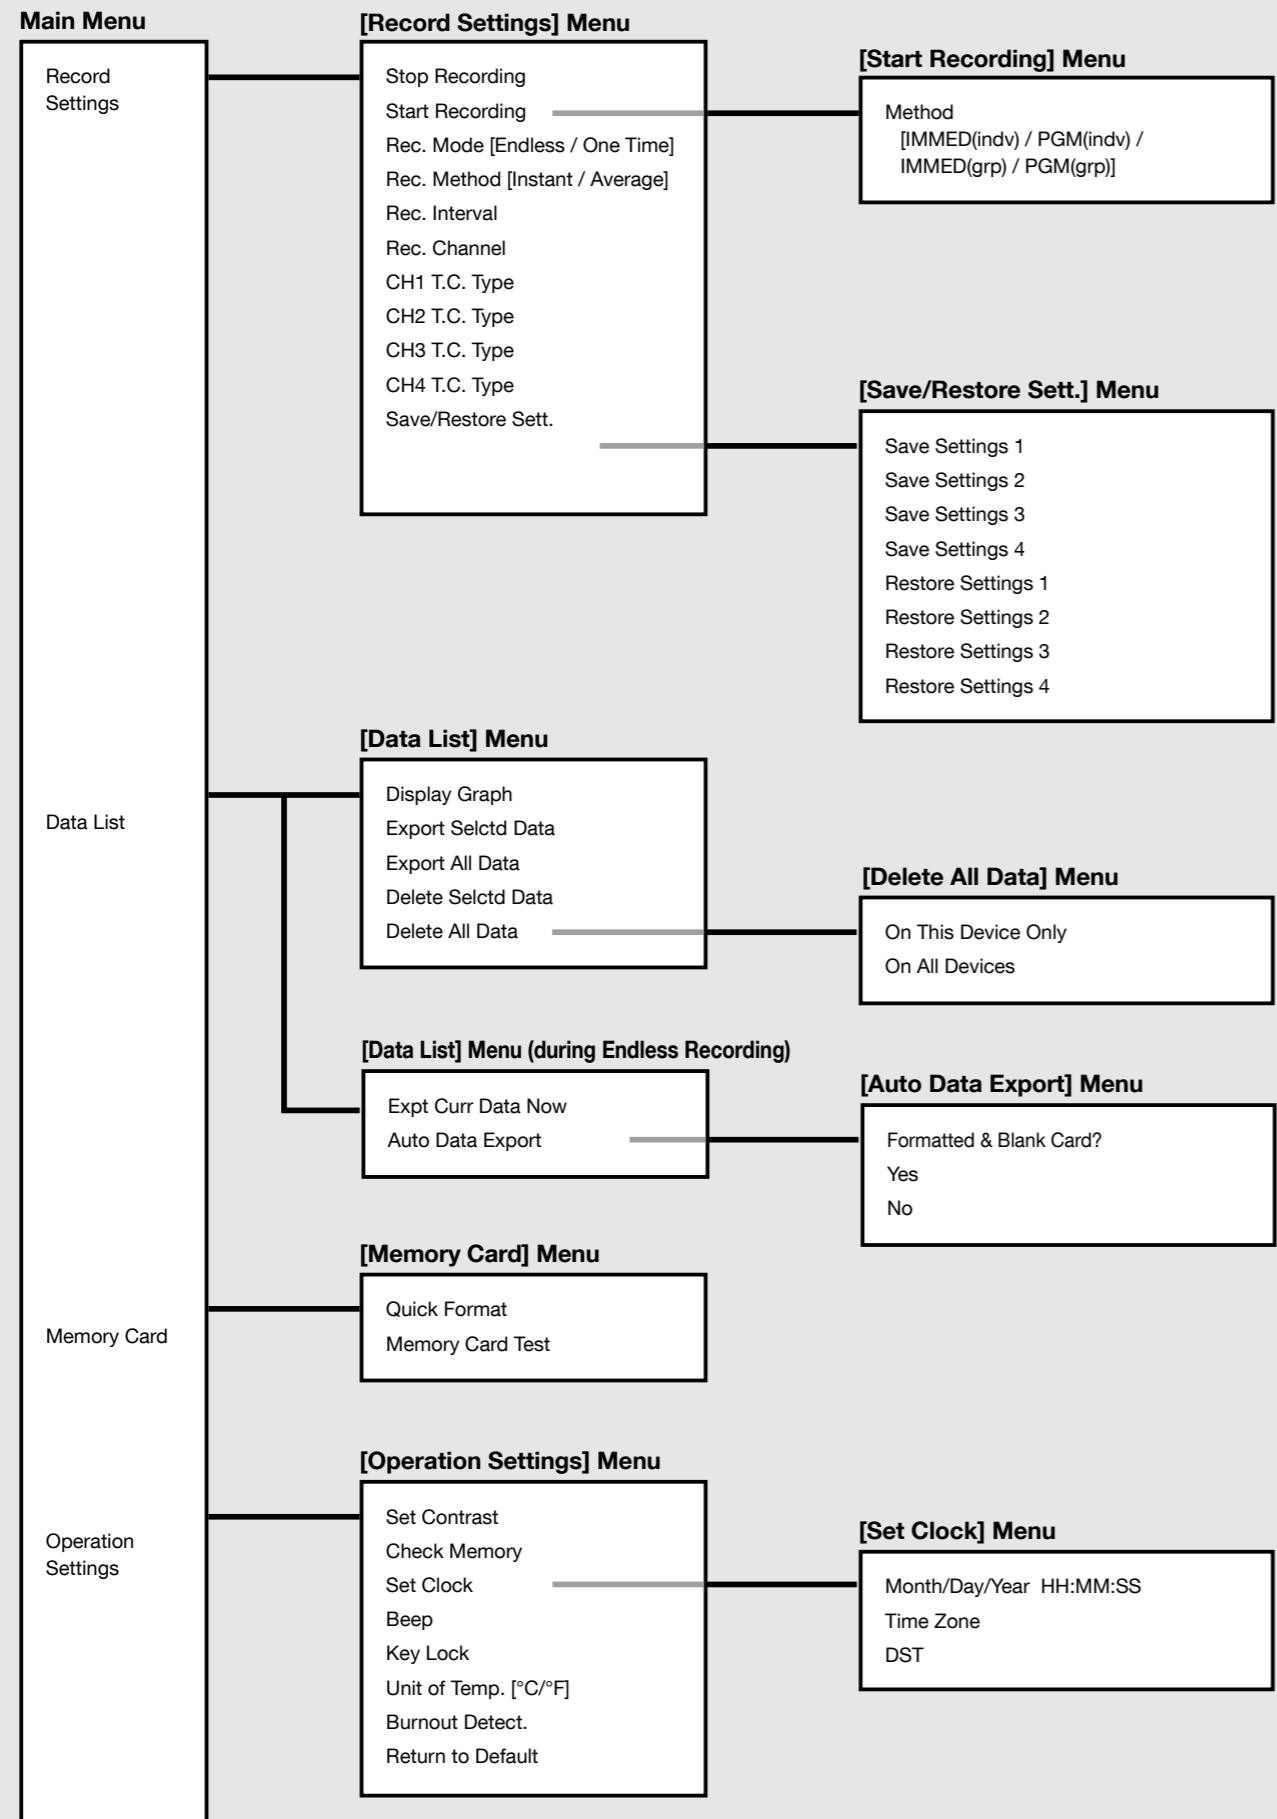 Main Menu
Record
Settings
Data List
Memory Card
Operation
Settings
[Record Settings] Menu
Stop Recording
Start Recording
Rec. Mode [Endless / One Time]
Rec. Method [Instant / Average]
Rec. Interval
Rec. Channel
CH1 T.C. Type
CH2 T.C. Type
CH3 T.C. Type
CH4 T.C. Type
Save/Restore Sett.
[Start Recording] Menu
Method
[IMMED(indv) / PGM(indv) /
IMMED(grp) / PGM(grp)]
[Save/Restore Sett.] Menu
Save Settings 1
Save Settings 2
Save Settings 3
Save Settings 4
Restore Settings 1
Restore Settings 2
Restore Settings 3
Restore Settings 4
[Data List] Menu
Display Graph
Export Selctd Data
Export All Data
Delete Selctd Data
Delete All Data
[Delete All Data] Menu
On This Device Only
On All Devices
[Data List] Menu (during Endless Recording)
Expt Curr Data Now
Auto Data Export
[Auto Data Export] Menu
Formatted & Blank Card?
Yes
No
[Memory Card] Menu
Quick Format
Memory Card Test
[Operation Settings] Menu
Set Contrast
Check Memory
Set Clock
Beep
Key Lock
Unit of Temp. [°C/°F]
Burnout Detect.
Return to Default
[Set Clock] Menu
Month/Day/Year HH:MM:SS
Time Zone
DST